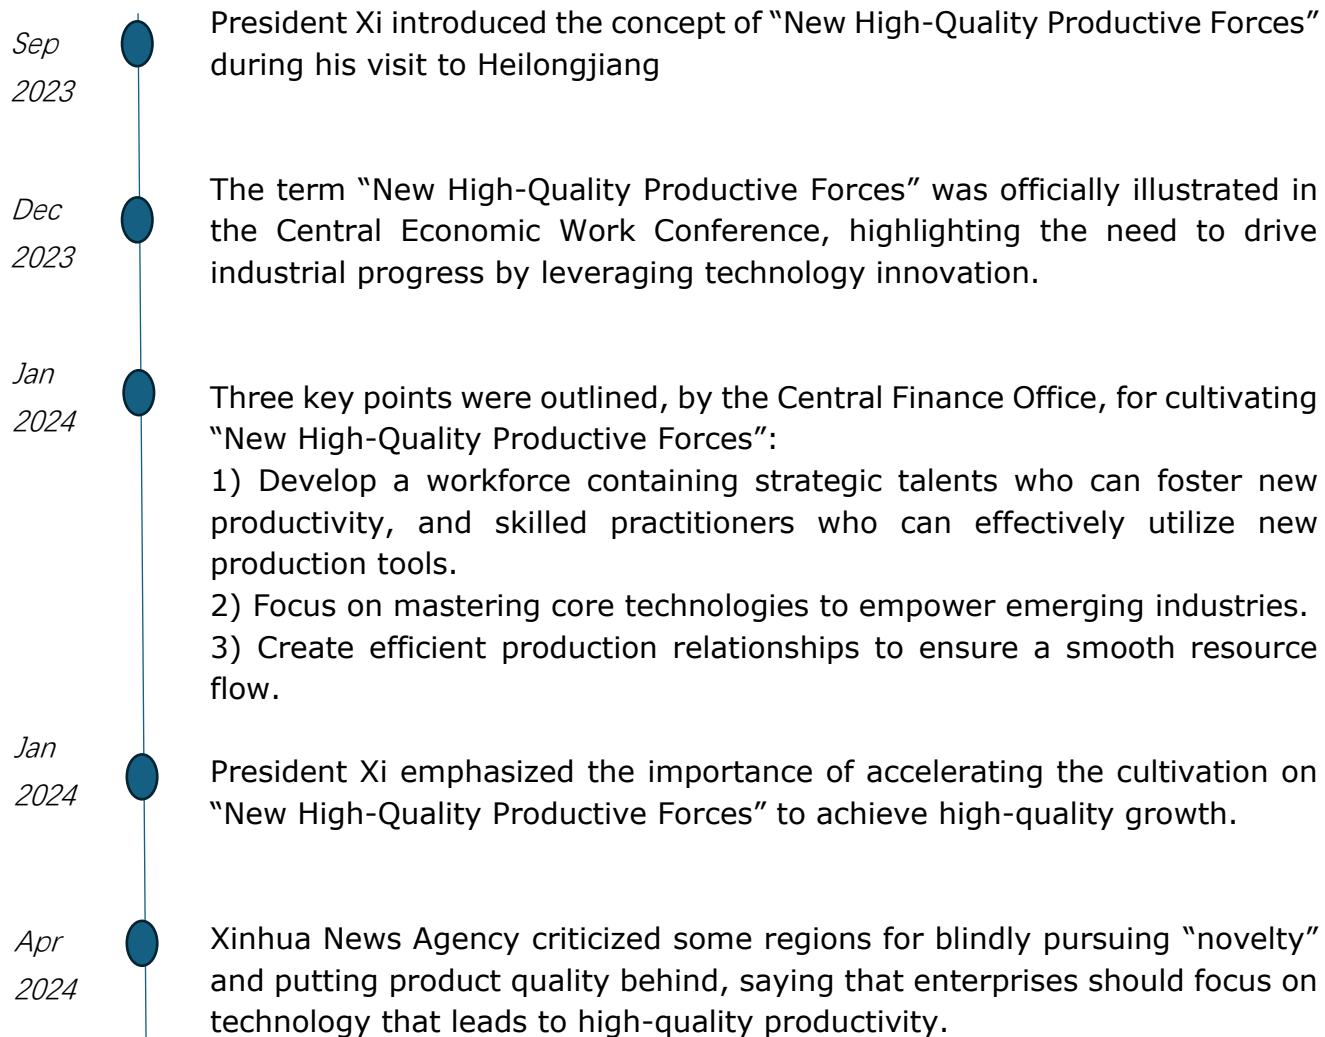 Sep
2023
President Xi introduced the concept of “New High-Quality Productive Forces”
during his visit to Heilongjiang
Dec
2023
The term “New High-Quality Productive Forces” was officially illustrated in
the Central Economic Work Conference, highlighting the need to drive
industrial progress by leveraging technology innovation.
Jan
2024
Three key points were outlined, by the Central Finance Office, for cultivating
“New High-Quality Productive Forces”:
1) Develop a workforce containing strategic talents who can foster new
productivity, and skilled practitioners who can effectively utilize new
production tools.
2) Focus on mastering core technologies to empower emerging industries.
3) Create efficient production relationships to ensure a smooth resource
flow.
Jan
2024
President Xi emphasized the importance of accelerating the cultivation on
“New High-Quality Productive Forces” to achieve high-quality growth.
Apr
2024
Xinhua News Agency criticized some regions for blindly pursuing “novelty”
and putting product quality behind, saying that enterprises should focus on
technology that leads to high-quality productivity.